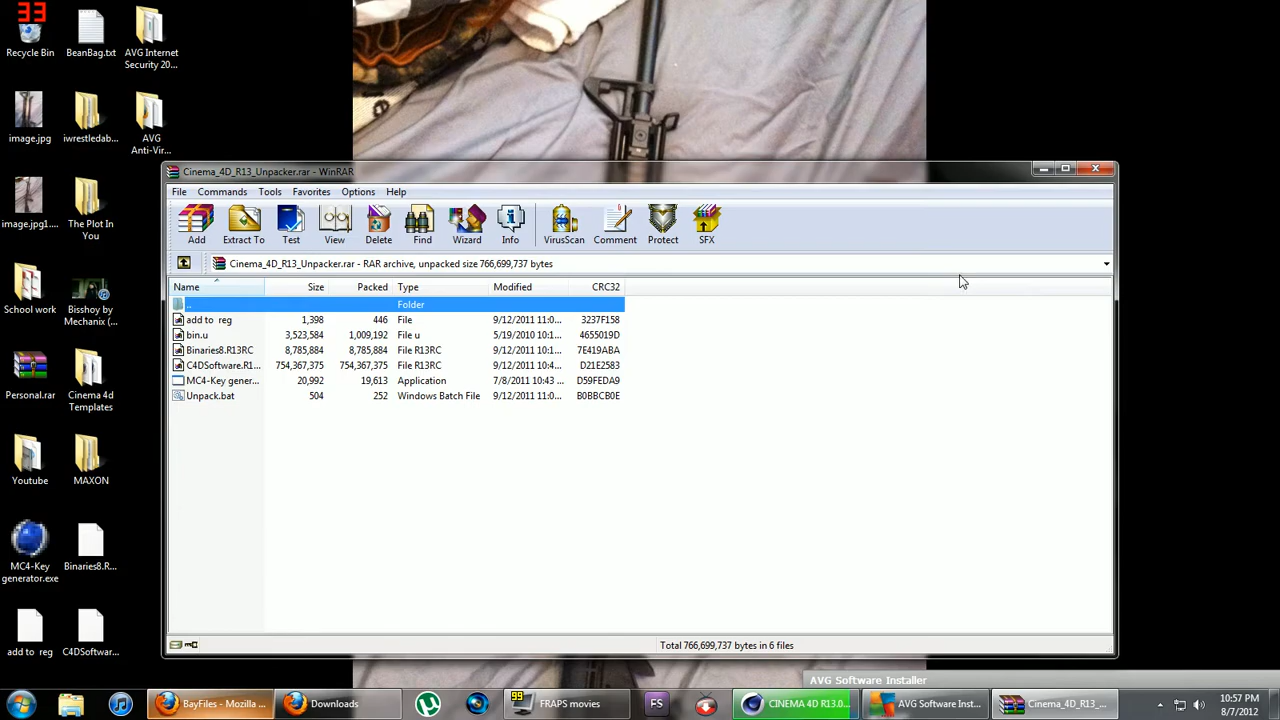 33
Recycle Bin
BeanBag.txt
AVG Internet
Security 20...
image.jpg
iwrestledab...
AVG
Anti-Vir...
image.jpg1....
The Plot In
You
School work
Bisshoy by
Mechanix (...
Personal.rar
Cinema 4d
Templates
Youtube
MAXON
MC4-Key
generator.exe
Binaries8.R...
add to reg
C4DSoftwar...
Cinema_4D_R13_Unpacker.rar - WinRAR
File Commands Tools Favorites Options Help
Add Extract To Test View Delete Find Wizard Info VirusScan Comment Protect SFX
Cinema_4D_R13_Unpacker.rar - RAR archive, unpacked size 766,699,737 bytes
Name Size Packed Type Modified CRC32
.. Folder
add to reg 1,398 446 File 9/12/2011 11:0... 3237F158
bin.u 3,523,584 1,009,192 File u 5/19/2010 10:1... 4655019D
Binaries8.R13RC 8,785,884 8,785,884 File R13RC 9/12/2011 10:1... 7E419ABA
C4DSoftware.R1... 754,367,375 754,367,375 File R13RC 9/12/2011 10:4... D21E2583
MC4-Key gener... 20,992 19,613 Application 7/8/2011 10:43 ... D59FEDA9
Unpack.bat 504 252 Windows Batch File 9/12/2011 11:0... B0BBCB0E
Total 766,699,737 bytes in 6 files
AVG Software Installer
BayFiles - Mozilla ...
Downloads
99
FRAPS movies
FS
CINEMA 4D R13.0...
AVG Software Inst...
Cinema_4D_R13_...
10:57 PM
8/7/2012